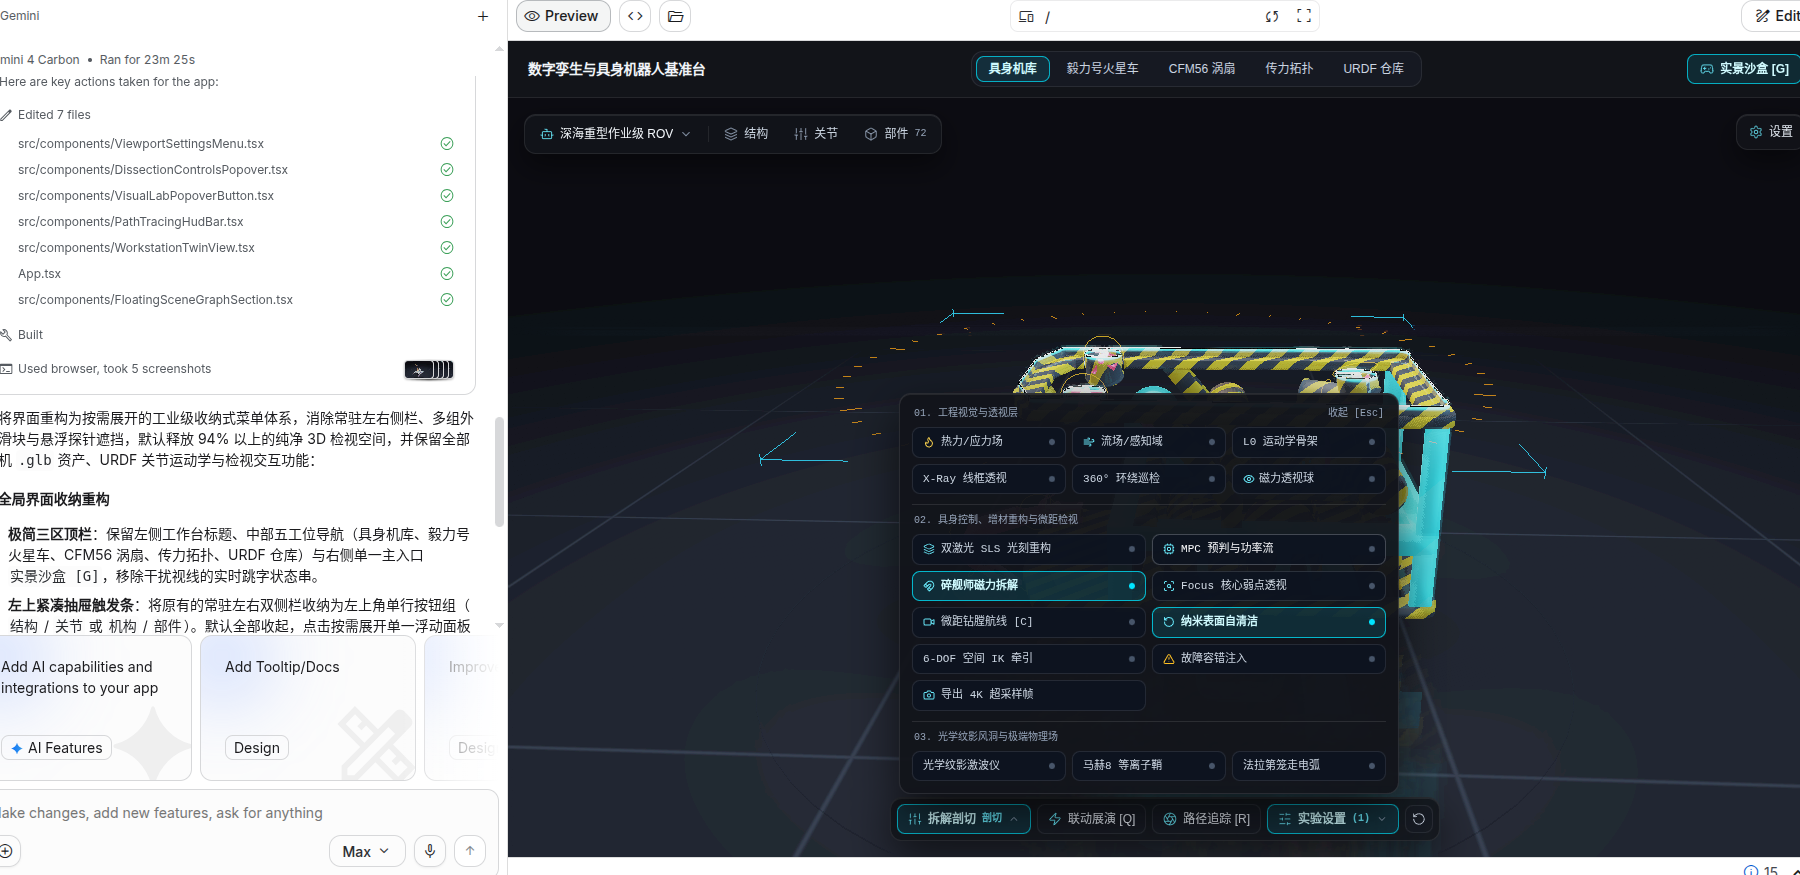 Gemini
mini 4 Carbon • Ran for 23m 25s
Here are key actions taken for the app:
Edited 7 files
src/components/ViewportSettingsMenu.tsx
src/components/DissectionControlsPopover.tsx
src/components/VisualLabPopoverButton.tsx
src/components/PathTracingHudBar.tsx
src/components/WorkstationTwinView.tsx
App.tsx
src/components/FloatingSceneGraphSection.tsx
Built
Used browser, took 5 screenshots
将界面重构为按需展开的工业级收纳式菜单体系，消除常驻左右侧栏、多组外
滑块与悬浮探针遮挡，默认释放 94% 以上的纯净 3D 检视空间，并保留全部
机 .glb 资产、URDF 关节运动学与检视交互功能：
全局界面收纳重构
极简三区顶栏：保留左侧工作台标题、中部五工位导航（具身机库、毅力号
火星车、CFM56 涡扇、传力拓扑、URDF 仓库）与右侧单一主入口
实景沙盒 [G]，移除干扰视线的实时跳字状态串。
左上紧凑抽屉触发条：将原有的常驻左右双侧栏收纳为左上角单行按钮组（
结构 / 关节 或 机构 / 部件）。默认全部收起，点击按需展开单一浮动面板
Add AI capabilities and
integrations to your app
AI Features
Add Tooltip/Docs
Design
Improv
Desig
Make changes, add new features, ask for anything
Max
Preview
/
Edit
数字孪生与具身机器人基准台
具身机库
毅力号火星车
CFM56 涡扇
传力拓扑
URDF 仓库
实景沙盒 [G]
深海重型作业级 ROV
结构
关节
部件 72
设置
01. 工程视觉与透视层
收起 [Esc]
热力/应力场
流场/感知域
L0 运动学骨架
X-Ray 线框透视
360° 环绕巡检
磁力透视球
02. 具身控制、增材重构与微距检视
双激光 SLS 光刻重构
MPC 预判与功率流
碎舰师磁力拆解
Focus 核心弱点透视
微距钻膛航线 [C]
纳米表面自清洁
6-DOF 空间 IK 牵引
故障容错注入
导出 4K 超采样帧
03. 光学纹影风洞与极端物理场
光学纹影激波仪
马赫8 等离子鞘
法拉第笼走电弧
拆解剖切 剖切
联动展演 [Q]
路径追踪 [R]
实验设置 (1)
15